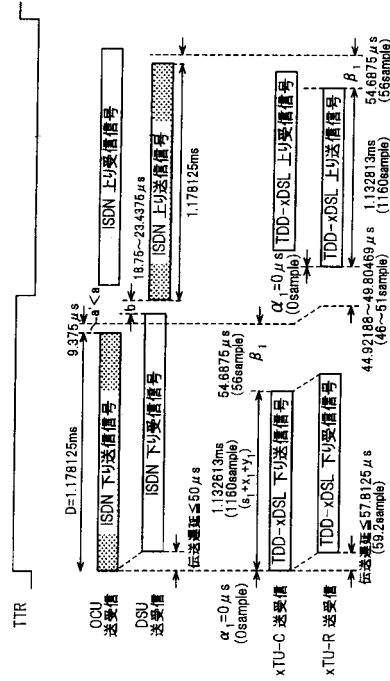 TTR
OCU
送受信
DSU
送受信
xTU-C 送受信
xTU-R 送受信
D=1.178125ms
9.375μs
a' < a
ISDN 下り送信信号
ISDN 上り受信信号
18.75~23.4375μs
b
ISDN 下り受信信号
ISDN 上り送信信号
伝送遅延≦50μs
1.178125ms
α₁=0μs
(0sample)
1.132613ms
(1160sample)
(s₁+x₁+y₁)
54.6875μs
(56sample)
β₁
TDD-xDSL 下り送信信号
α₁=0μs
(0sample)
TDD-xDSL 上り受信信号
TDD-xDSL 下り受信信号
TDD-xDSL 上り送信信号
β₁
伝送遅延≦57.8125μs
(59.2sample)
44.92188~49.80469μs
(46~51sample)
1.132813ms
(1160sample)
54.6875μs
(56sample)